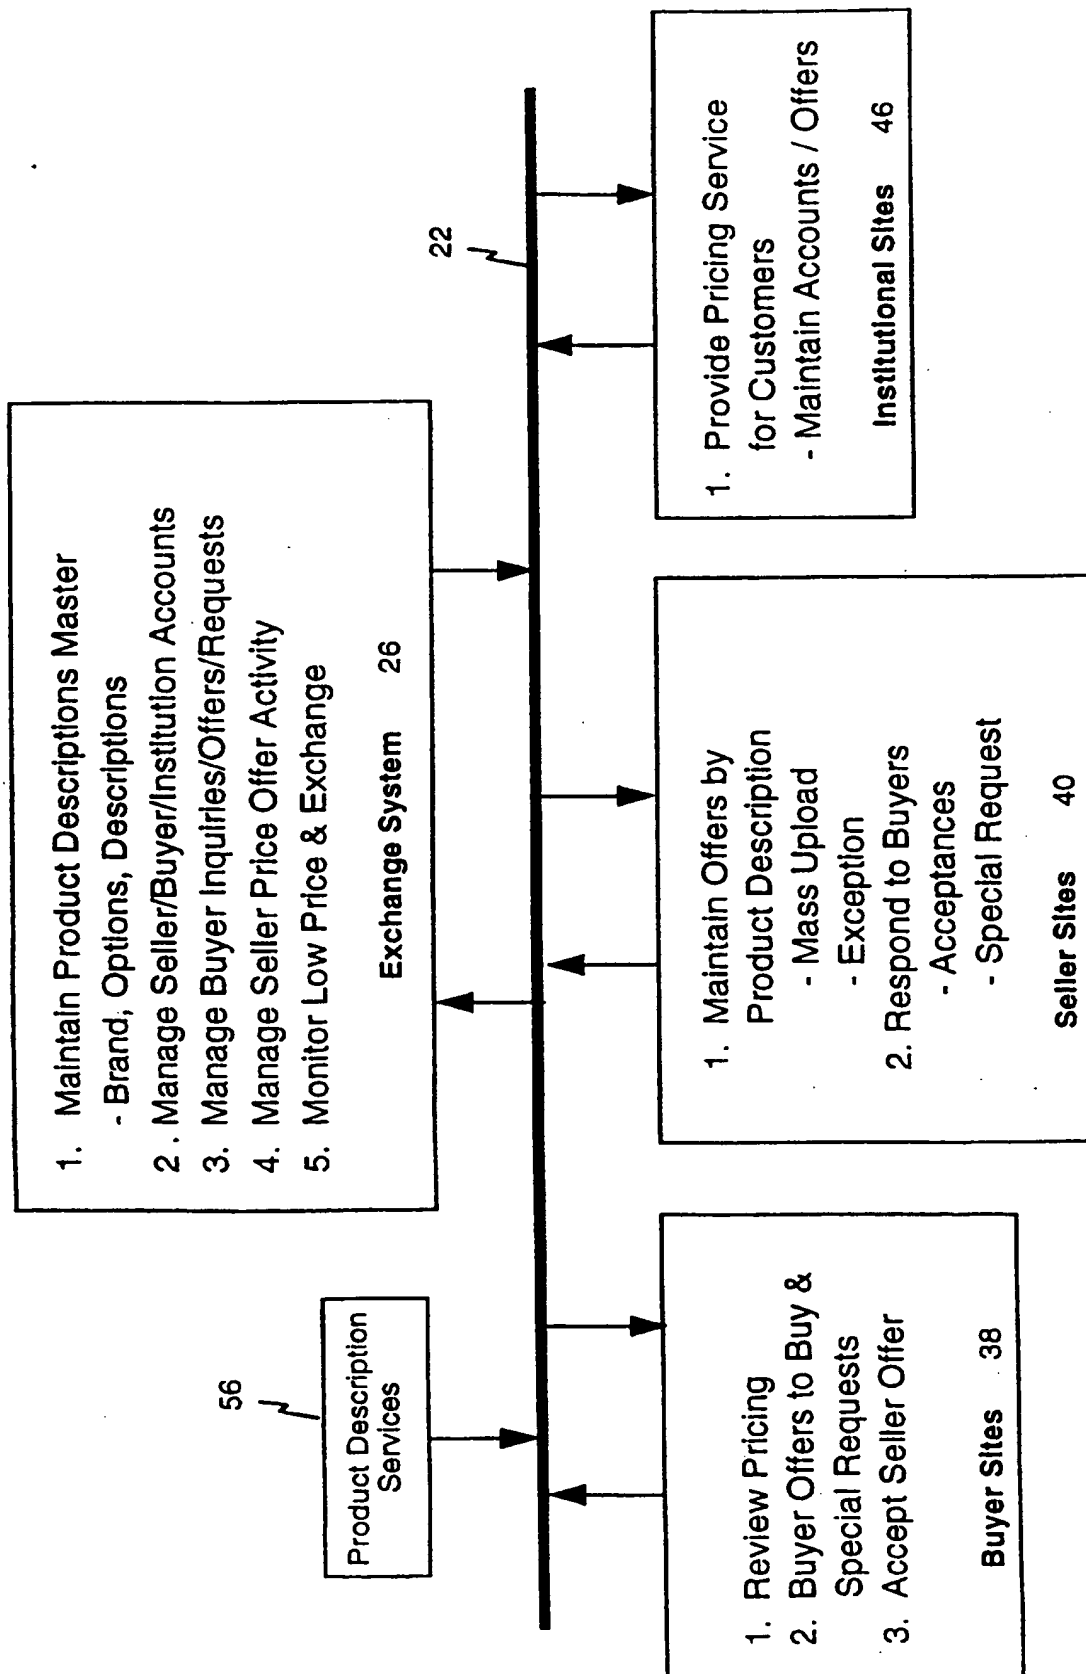 56
Product Description
Services
1. Maintain Product Descriptions Master
- Brand, Options, Descriptions
2. Manage Seller/Buyer/Institution Accounts
3. Manage Buyer Inquiries/Offers/Requests
4. Manage Seller Price Offer Activity
5. Monitor Low Price & Exchange
Exchange System 26
22
1. Review Pricing
2. Buyer Offers to Buy &
Special Requests
3. Accept Seller Offer
Buyer Sites 38
1. Maintain Offers by
Product Description
- Mass Upload
- Exception
2. Respond to Buyers
- Acceptances
- Special Request
Seller Sites 40
1. Provide Pricing Service
for Customers
- Maintain Accounts / Offers
Institutional Sites 46